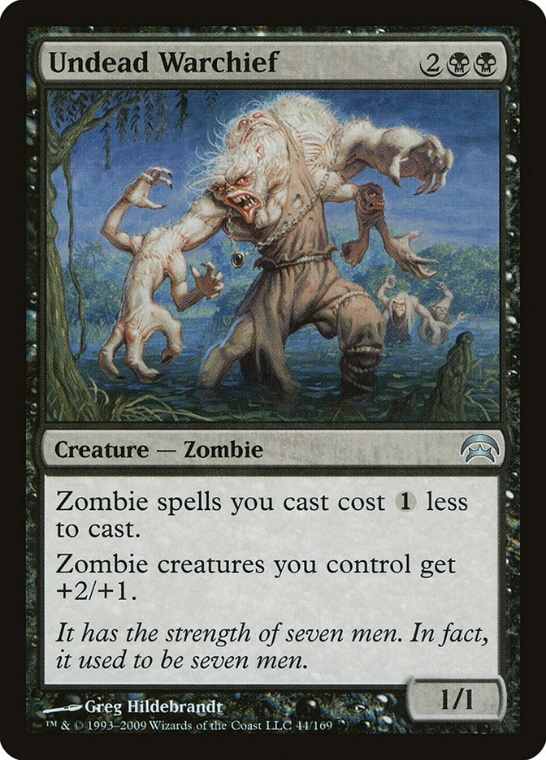 Undead Warchief 2
Creature — Zombie
Zombie spells you cast cost 1 less
to cast.
Zombie creatures you control get
+2/+1.
It has the strength of seven men. In fact,
it used to be seven men.
Greg Hildebrandt
1/1
™ & © 1993–2009 Wizards of the Coast LLC 44/169